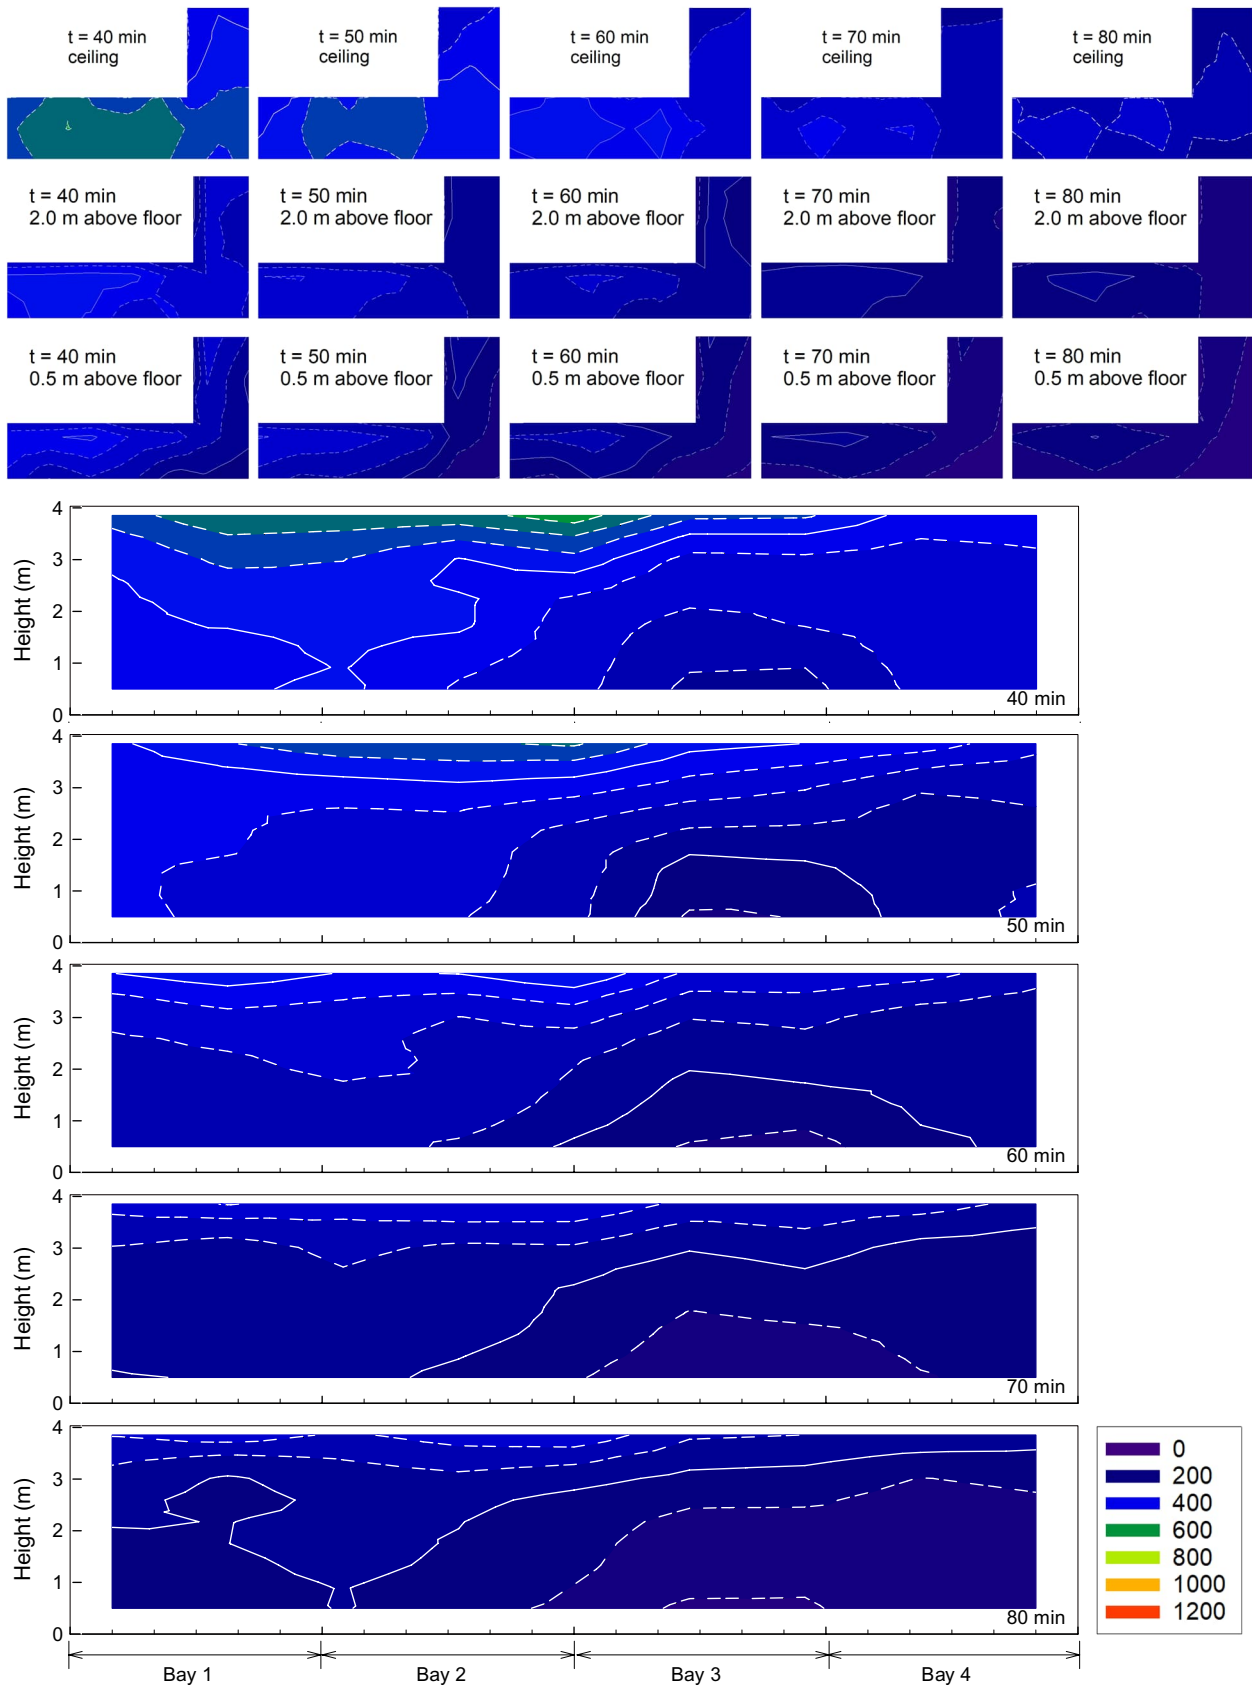 t = 40 min
ceiling
t = 50 min
ceiling
t = 60 min
ceiling
t = 70 min
ceiling
t = 80 min
ceiling
t = 40 min
2.0 m above floor
t = 50 min
2.0 m above floor
t = 60 min
2.0 m above floor
t = 70 min
2.0 m above floor
t = 80 min
2.0 m above floor
t = 40 min
0.5 m above floor
t = 50 min
0.5 m above floor
t = 60 min
0.5 m above floor
t = 70 min
0.5 m above floor
t = 80 min
0.5 m above floor
4
3
2
1
0
Height (m)
40 min
4
3
2
1
0
Height (m)
50 min
4
3
2
1
0
Height (m)
60 min
4
3
2
1
0
Height (m)
70 min
4
3
2
1
0
Height (m)
80 min
0
200
400
600
800
1000
1200
Bay 1
Bay 2
Bay 3
Bay 4